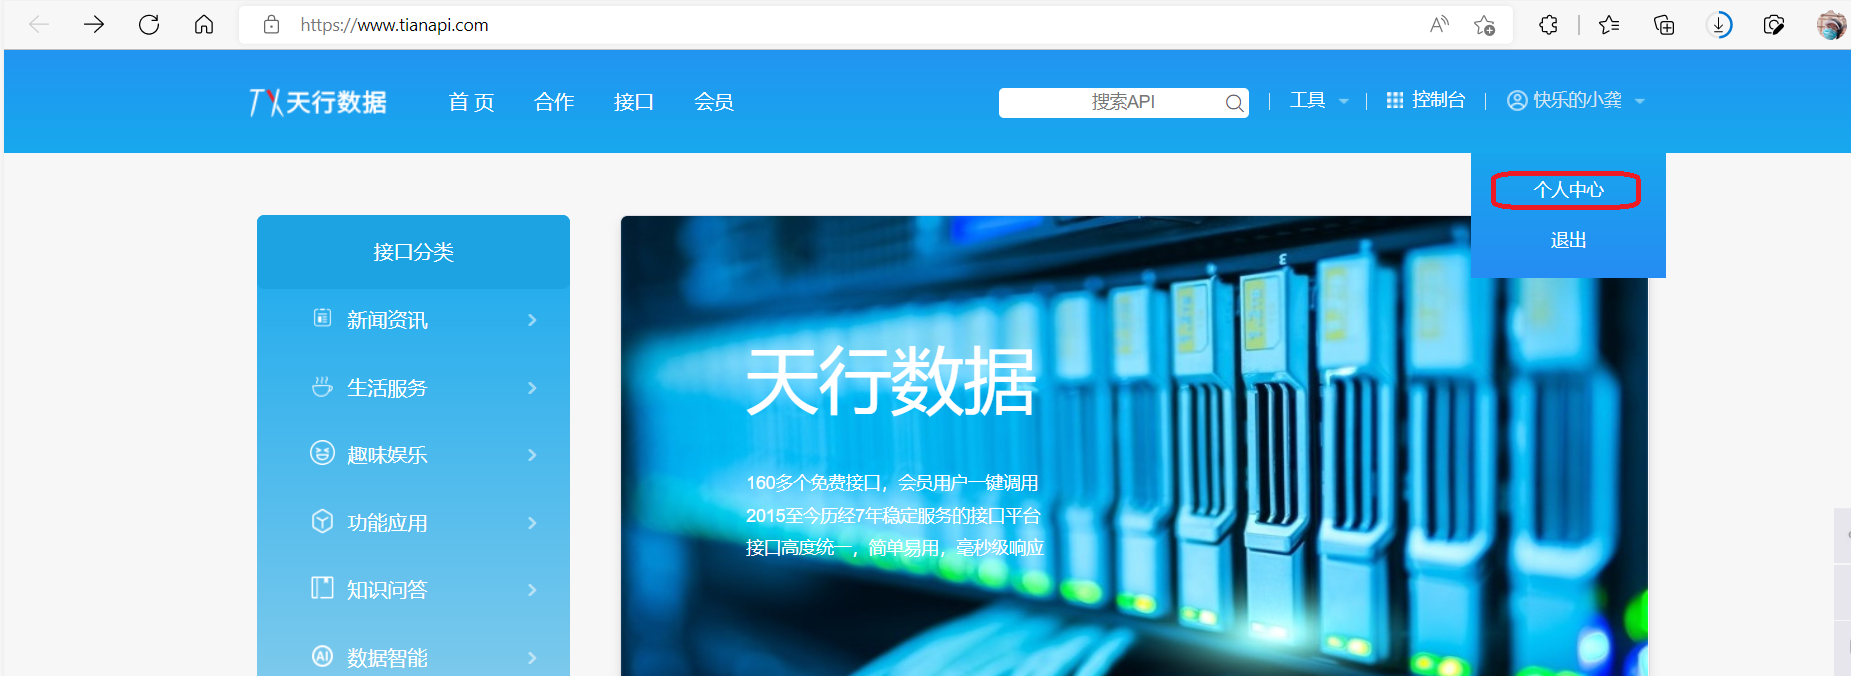 https://www.tianapi.com
TX天行数据
首 页
合作
接口
会员
搜索API
工具
控制台
快乐的小龚
个人中心
退出
接口分类
新闻资讯
生活服务
趣味娱乐
功能应用
知识问答
AI 数据智能
天行数据
160多个免费接口，会员用户一键调用
2015至今历经7年稳定服务的接口平台
接口高度统一，简单易用，毫秒级响应
3